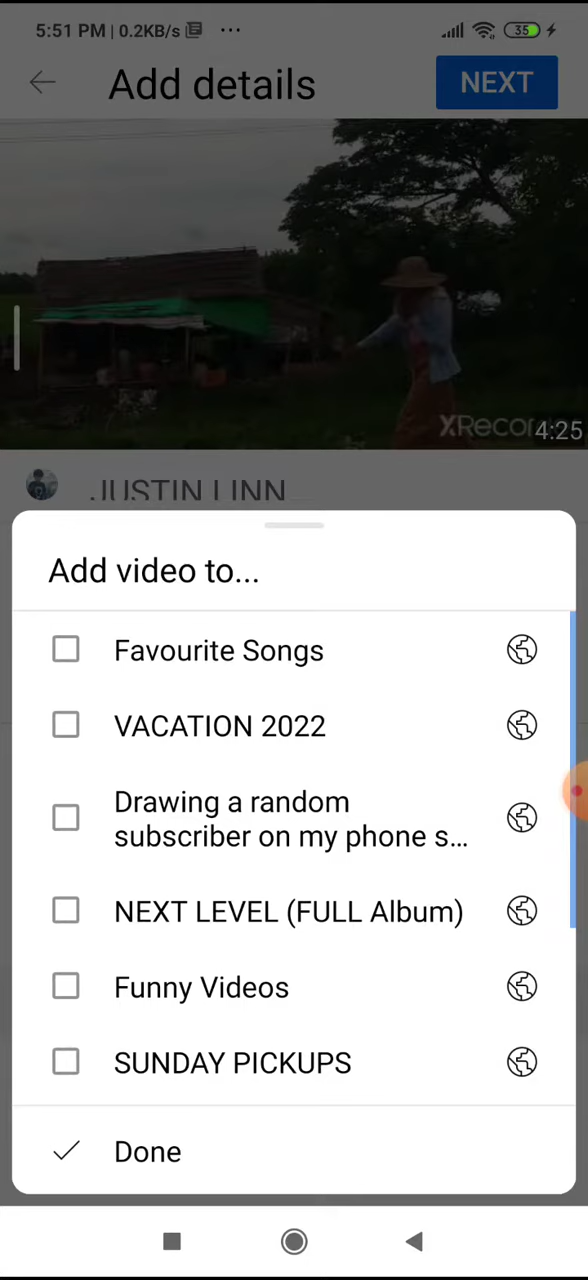 5:51 PM | 0.2KB/s ...
35
Add details
NEXT
XRecor
4:25
JUSTIN LINN
Add video to...
Favourite Songs
VACATION 2022
Drawing a random
subscriber on my phone s...
NEXT LEVEL (FULL Album)
Funny Videos
SUNDAY PICKUPS
Done